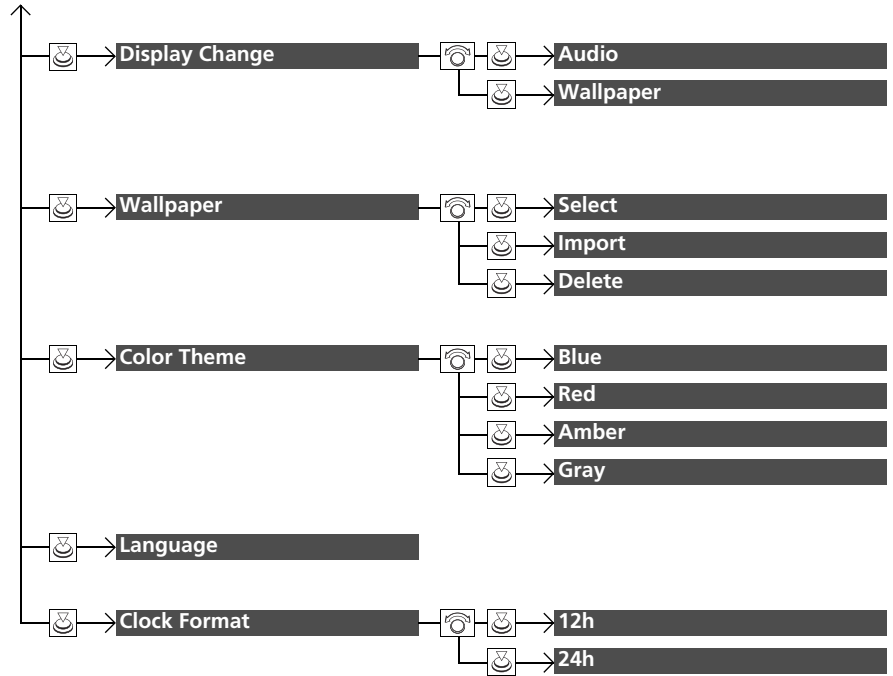 Display Change
Audio
Wallpaper
Wallpaper
Select
Import
Delete
Color Theme
Blue
Red
Amber
Gray
Language
Clock Format
12h
24h